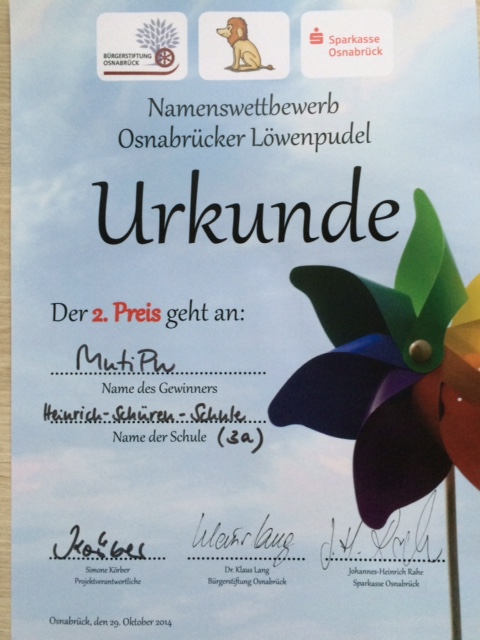 BÜRGERSTIFTUNG
OSNABRÜCK
Sparkasse
Osnabrück
Namenswettbewerb
Osnabrücker Löwenpudel
Urkunde
Der 2. Preis geht an:
Name des Gewinners
Heinrich-Schüren-Schule
Name der Schule (3a)
Körber
Simone Körber
Projektverantwortliche
Dr. Klaus Lang
Bürgerstiftung Osnabrück
Johannes-Heinrich Rahe
Sparkasse Osnabrück
Osnabrück, den 29. Oktober 2014